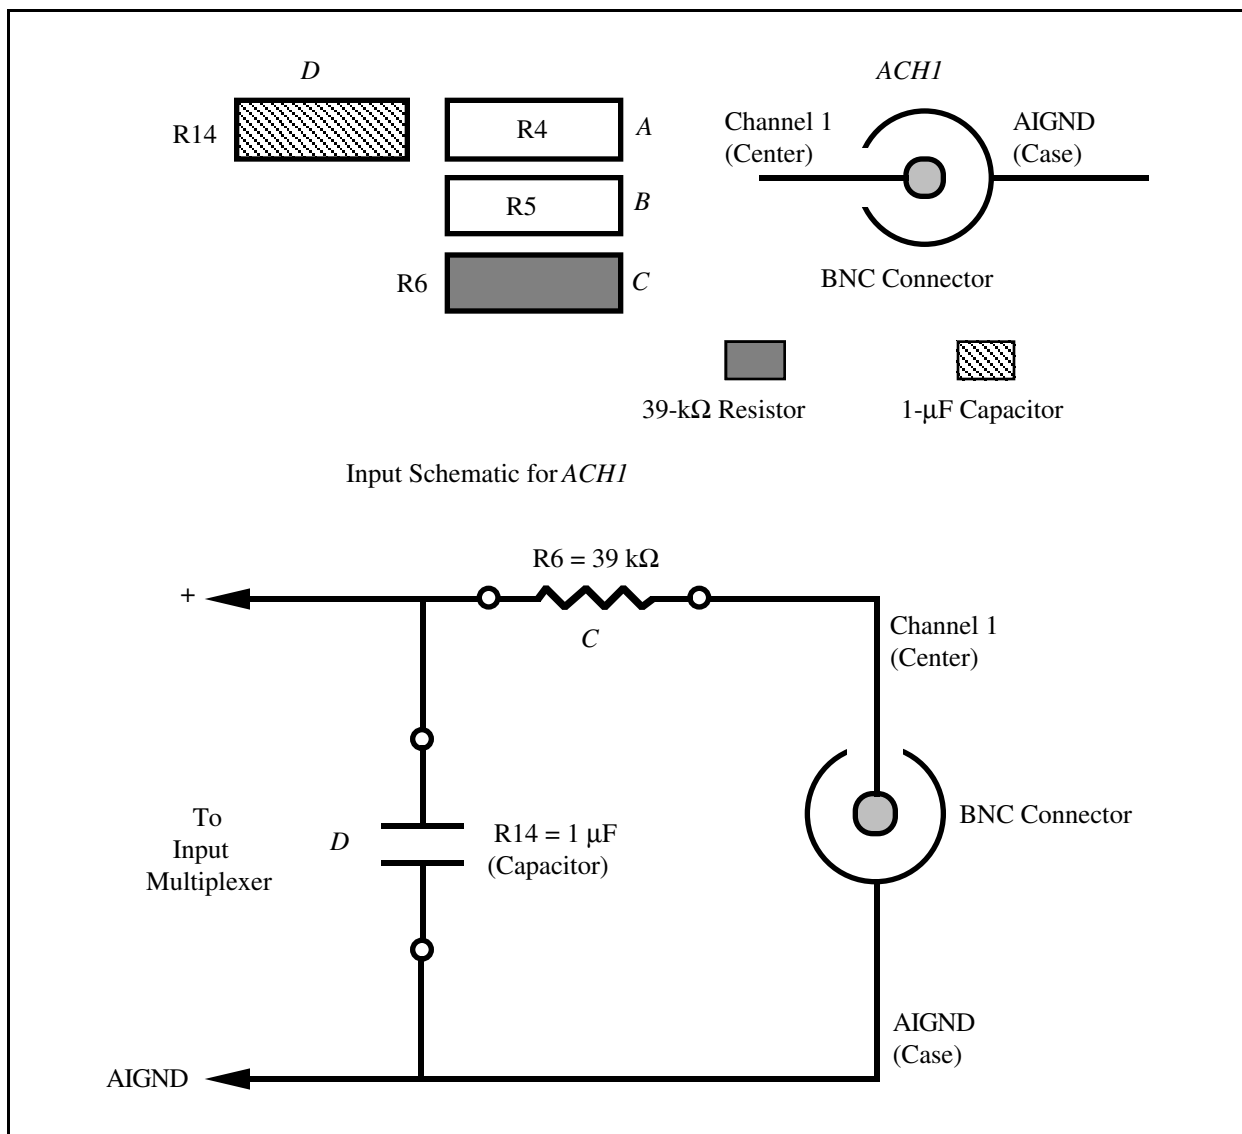 D
R14
R4
A
R5
B
R6
C
ACH1
Channel 1
(Center)
AIGND
(Case)
BNC Connector
39-kΩ Resistor
1-μF Capacitor
Input Schematic for ACH1
R6 = 39 kΩ
+
C
Channel 1
(Center)
To
Input
Multiplexer
D
R14 = 1 μF
(Capacitor)
BNC Connector
AIGND
(Case)
AIGND